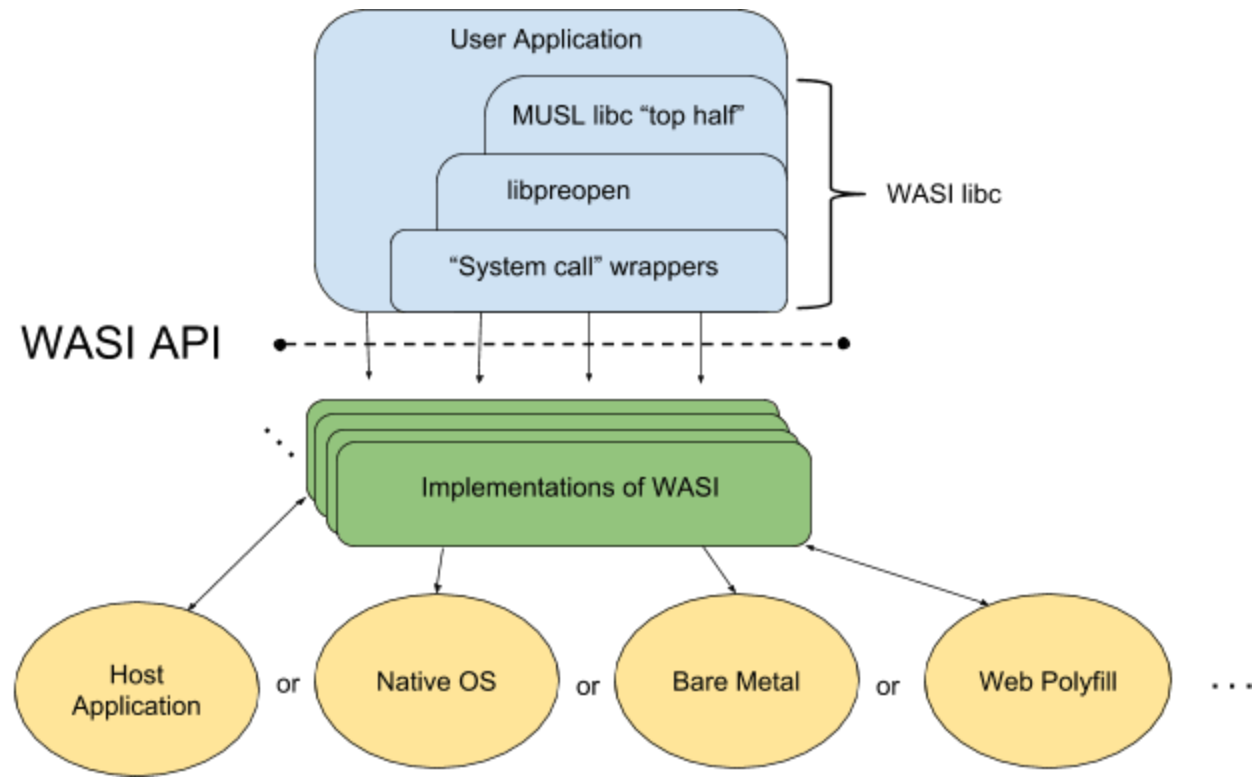 User Application
MUSL libc “top half”
libpreopen
WASI libc
“System call” wrappers
WASI API
Implementations of WASI
Host
Application
or
Native OS
or
Bare Metal
or
Web Polyfill
. . .